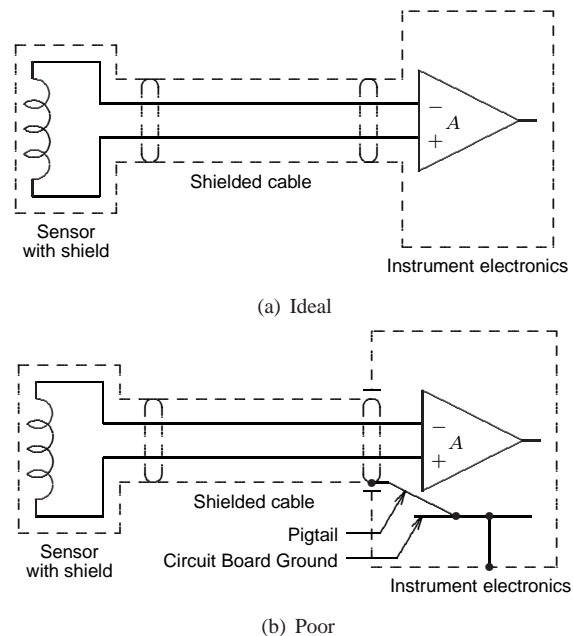 −
A
+
Shielded cable
Sensor
with shield
Instrument electronics
(a) Ideal
−
A
+
Shielded cable
Pigtail
Sensor
with shield
Circuit Board Ground
Instrument electronics
(b) Poor